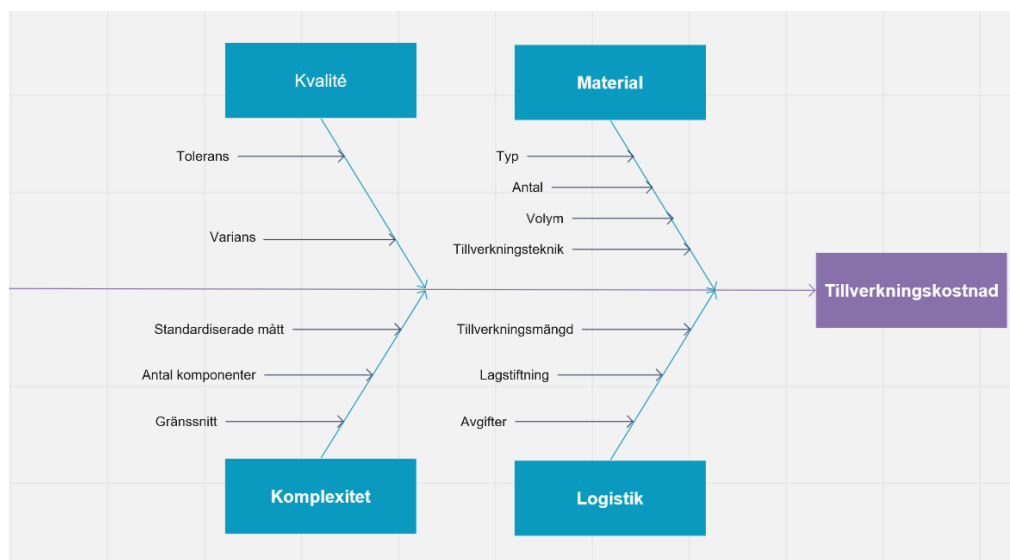 Kvalité
Material
Tolerans
Typ
Antal
Volym
Varians
Tillverkningsteknik
Tillverkningskostnad
Standardiserade mått
Tillverkningsmängd
Antal komponenter
Lagstiftning
Gränssnitt
Avgifter
Komplexitet
Logistik